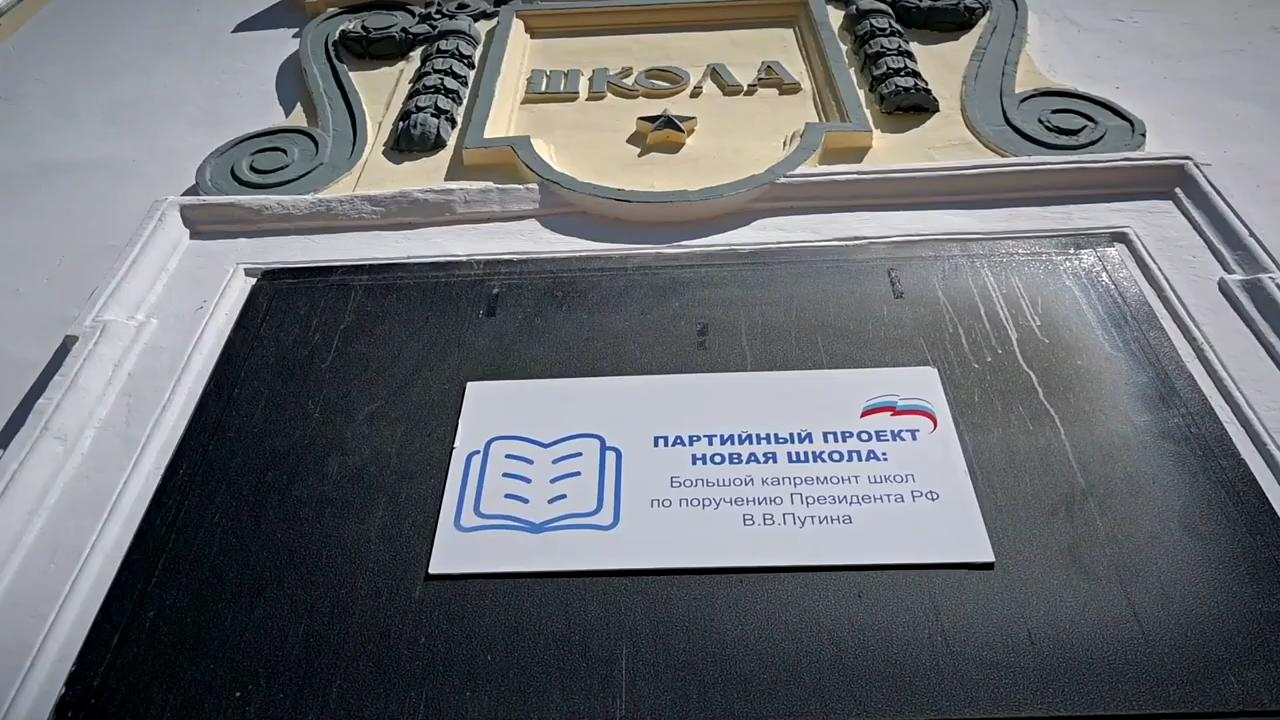 ШКОЛА
ПАРТИЙНЫЙ ПРОЕКТ
НОВАЯ ШКОЛА:
Большой капремонт школ
по поручению Президента РФ
В.В.Путина